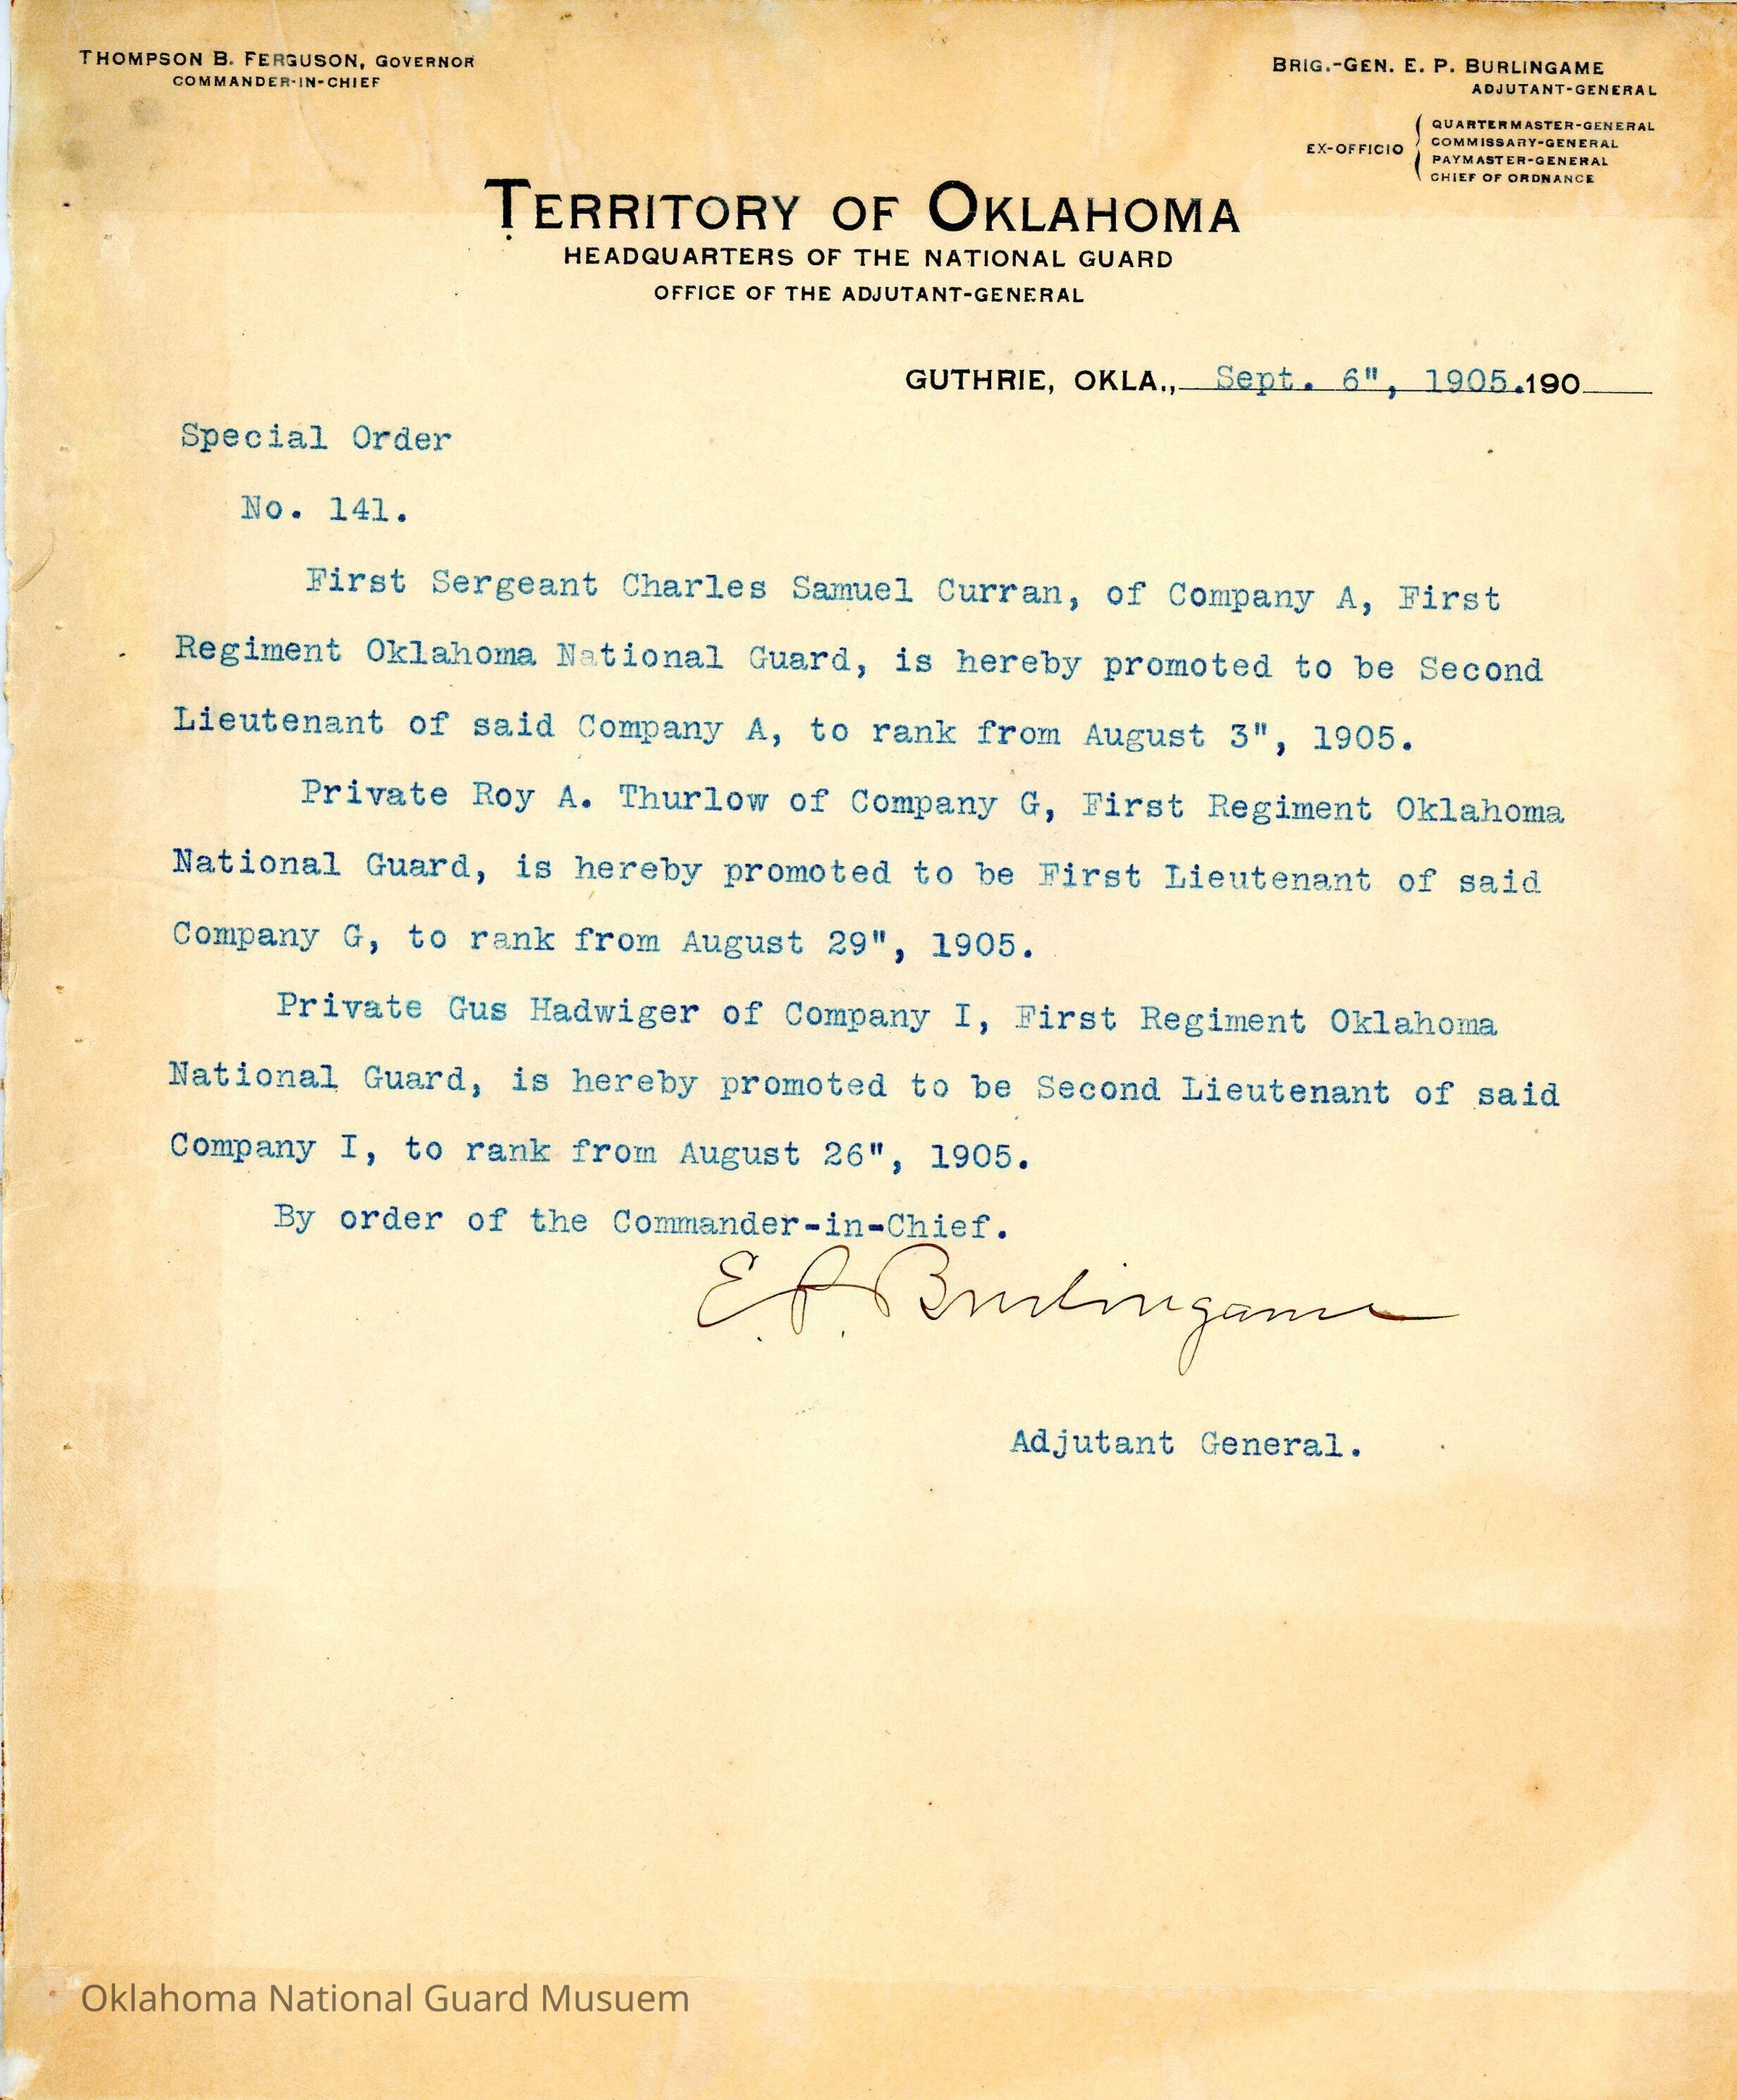 THOMPSON B. FERGUSON, GOVERNOR
COMMANDER-IN-CHIEF
BRIG.-GEN. E. P. BURLINGAME
ADJUTANT-GENERAL
EX-OFFICIO
QUARTERMASTER-GENERAL
COMMISSARY-GENERAL
PAYMASTER-GENERAL
CHIEF OF ORDNANCE
TERRITORY OF OKLAHOMA
HEADQUARTERS OF THE NATIONAL GUARD
OFFICE OF THE ADJUTANT-GENERAL
GUTHRIE, OKLA., Sept. 6", 1905. 190
Special Order
No. 141.
First Sergeant Charles Samuel Curran, of Company A, First
Regiment Oklahoma National Guard, is hereby promoted to be Second
Lieutenant of said Company A, to rank from August 3", 1905.
Private Roy A. Thurlow of Company G, First Regiment Oklahoma
National Guard, is hereby promoted to be First Lieutenant of said
Company G, to rank from August 29", 1905.
Private Gus Hadwiger of Company I, First Regiment Oklahoma
National Guard, is hereby promoted to be Second Lieutenant of said
Company I, to rank from August 26", 1905.
By order of the Commander-in-Chief.
E. P. Burlingame
Adjutant General.
Oklahoma National Guard Musuem